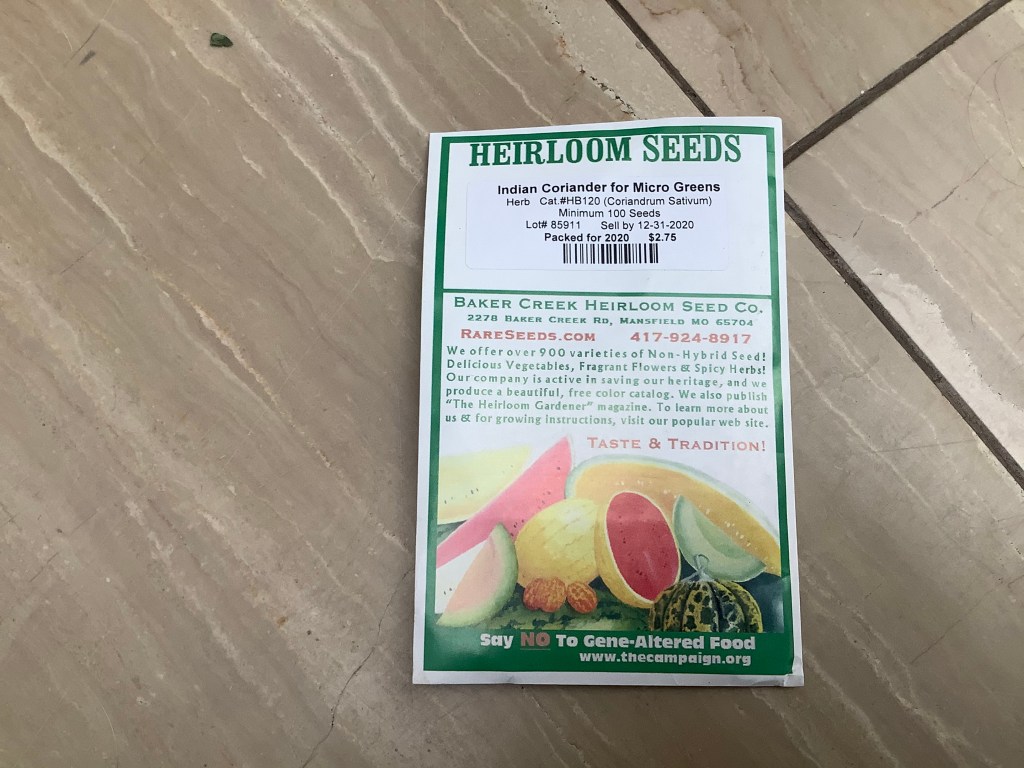 HEIRLOOM SEEDS
Indian Coriander for Micro Greens
Herb Cat.#HB120 (Coriandrum Sativum)
Minimum 100 Seeds
Lot# 85911 Sell by 12-31-2020
Packed for 2020 $2.75
BAKER CREEK HEIRLOOM SEED CO.
2278 BAKER CREEK RD, MANSFIELD MO 65704
RARESEEDS.COM 417-924-8917
We offer over 900 varieties of Non-Hybrid Seed!
Delicious Vegetables, Fragrant Flowers & Spicy Herbs!
Our company is active in saving our heritage, and we
produce a beautiful, free color catalog. We also publish
"The Heirloom Gardener" magazine. To learn more about
us & for growing instructions, visit our popular web site.
TASTE & TRADITION!
Say NO To Gene-Altered Food
www.thecampaign.org